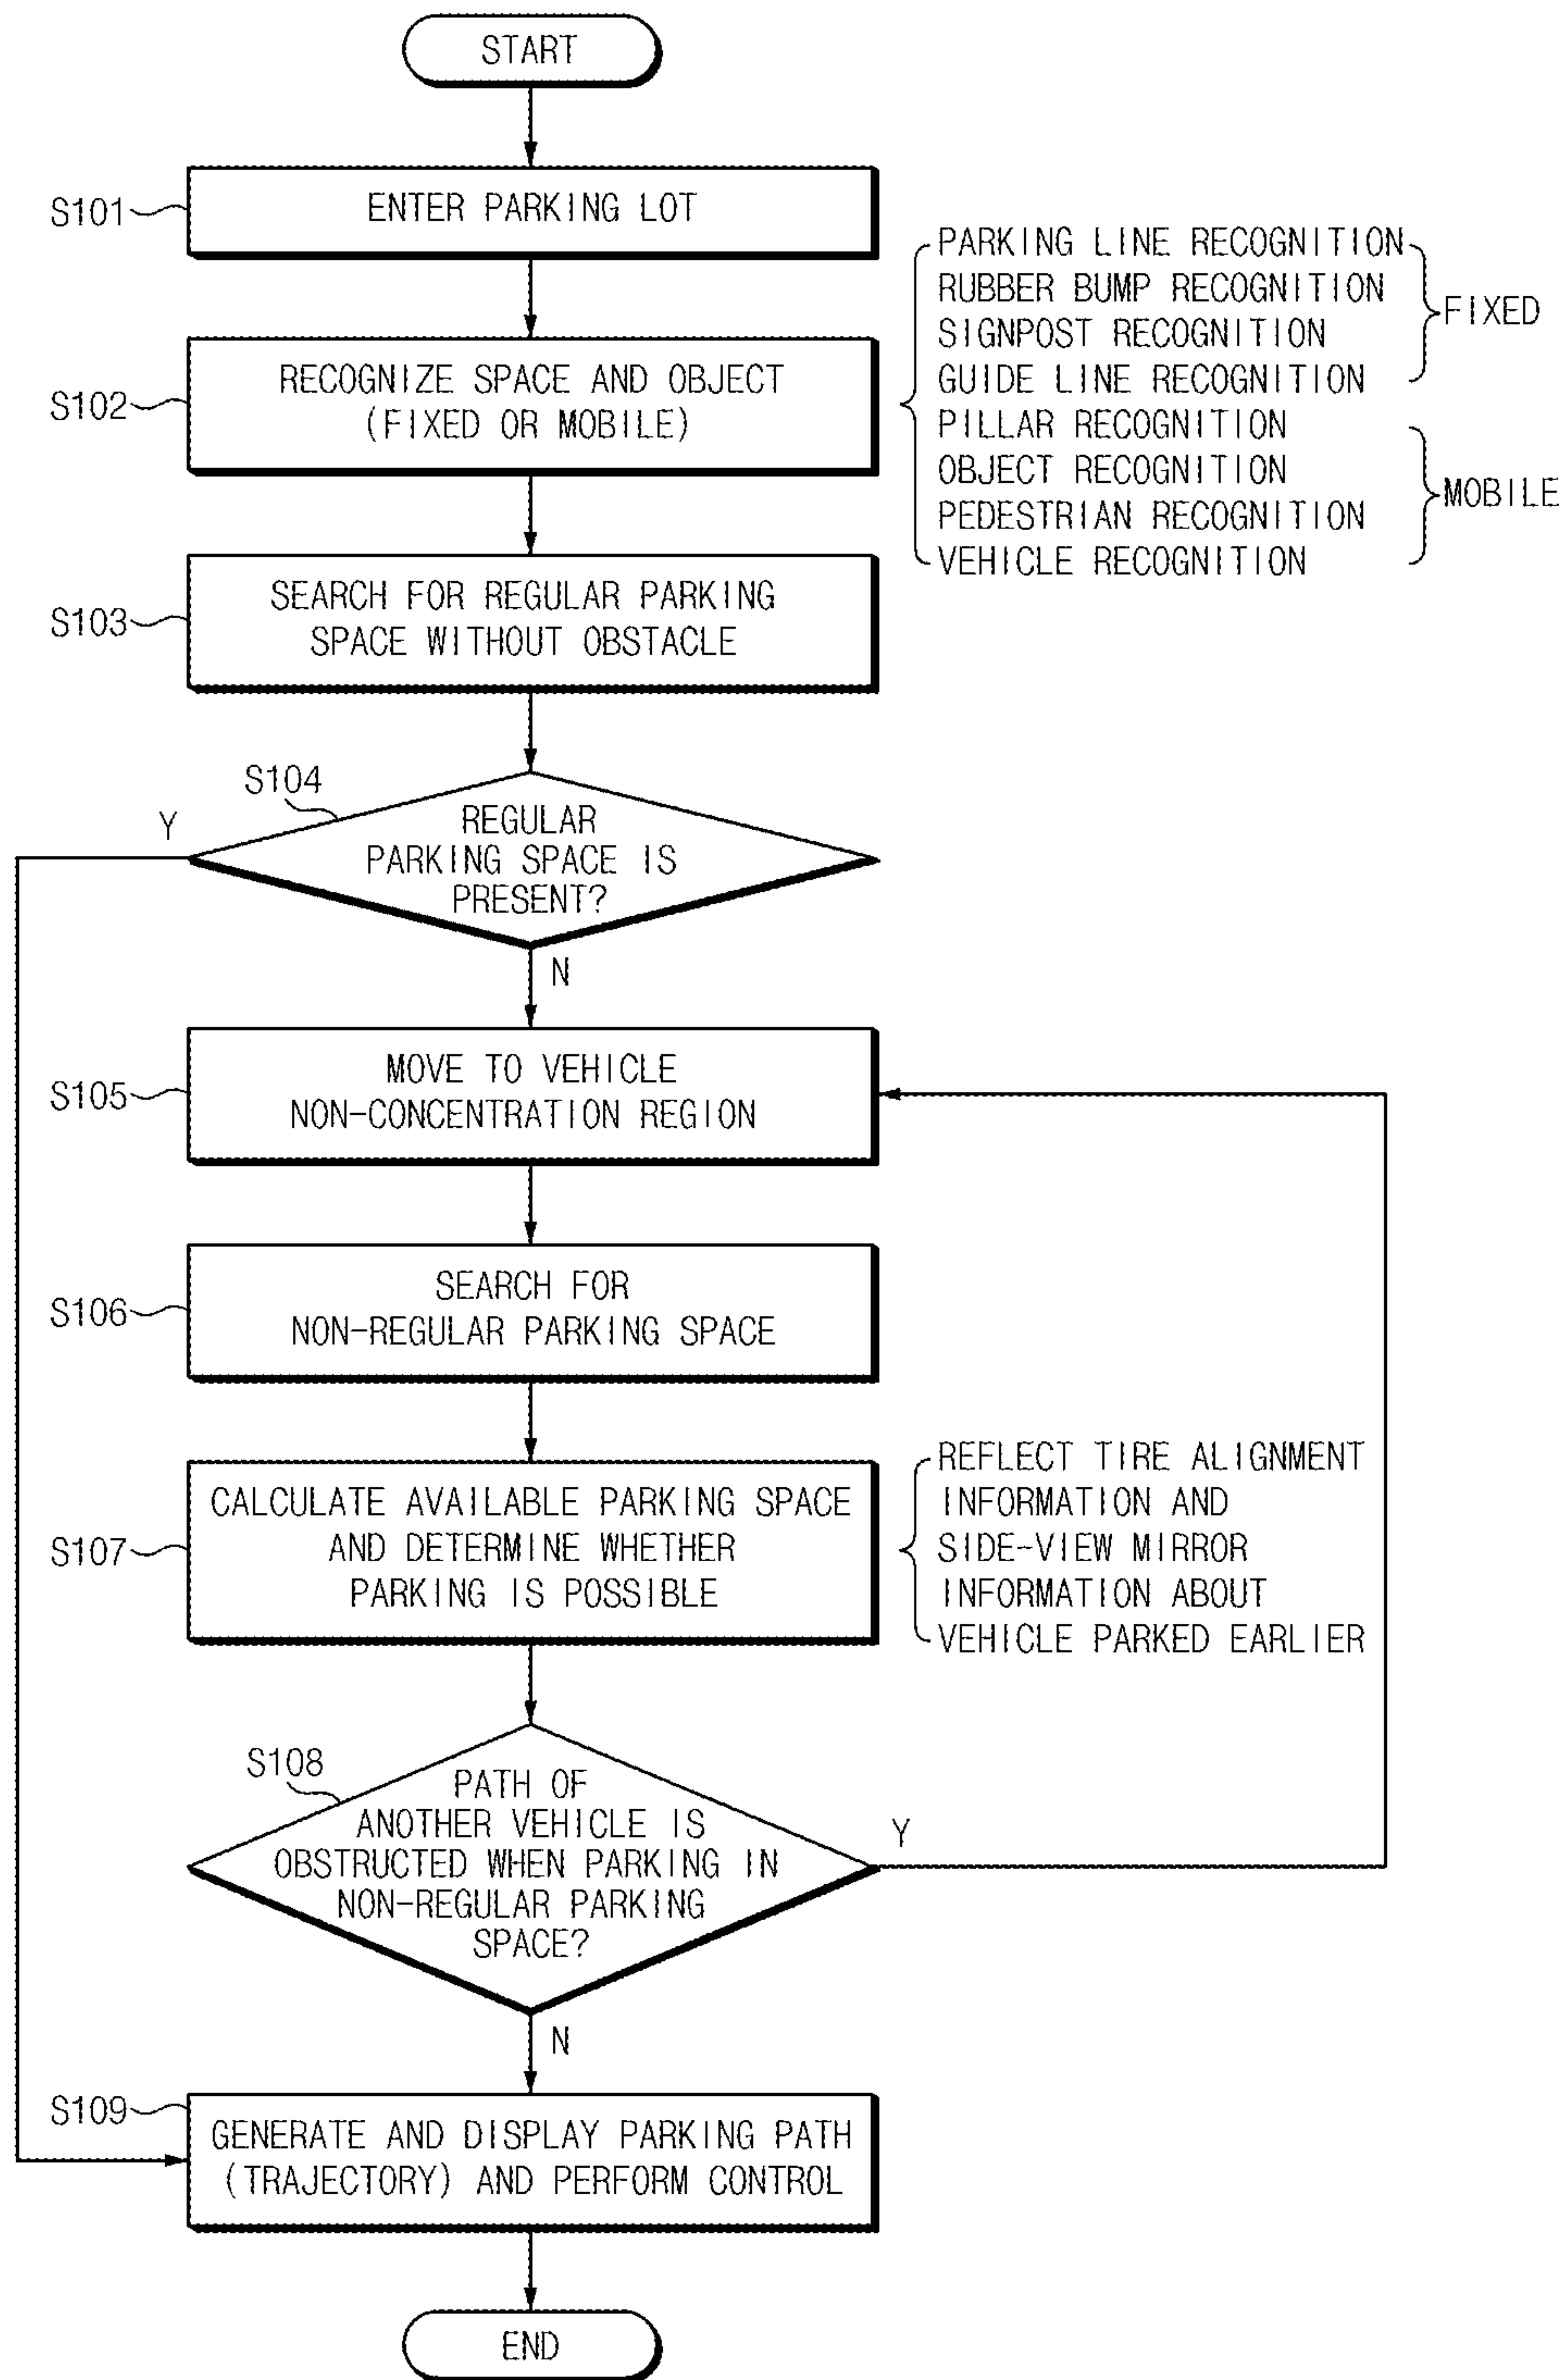 START
S101
ENTER PARKING LOT
S102
RECOGNIZE SPACE AND OBJECT
(FIXED OR MOBILE)
PARKING LINE RECOGNITION
RUBBER BUMP RECOGNITION
SIGNPOST RECOGNITION
GUIDE LINE RECOGNITION
PILLAR RECOGNITION
OBJECT RECOGNITION
PEDESTRIAN RECOGNITION
VEHICLE RECOGNITION
FIXED
MOBILE
S103
SEARCH FOR REGULAR PARKING
SPACE WITHOUT OBSTACLE
S104
REGULAR
PARKING SPACE IS
PRESENT?
Y
N
S105
MOVE TO VEHICLE
NON-CONCENTRATION REGION
S106
SEARCH FOR
NON-REGULAR PARKING SPACE
S107
CALCULATE AVAILABLE PARKING SPACE
AND DETERMINE WHETHER
PARKING IS POSSIBLE
REFLECT TIRE ALIGNMENT
INFORMATION AND
SIDE-VIEW MIRROR
INFORMATION ABOUT
VEHICLE PARKED EARLIER
S108
PATH OF
ANOTHER VEHICLE IS
OBSTRUCTED WHEN PARKING IN
NON-REGULAR PARKING
SPACE?
Y
N
S109
GENERATE AND DISPLAY PARKING PATH
(TRAJECTORY) AND PERFORM CONTROL
END